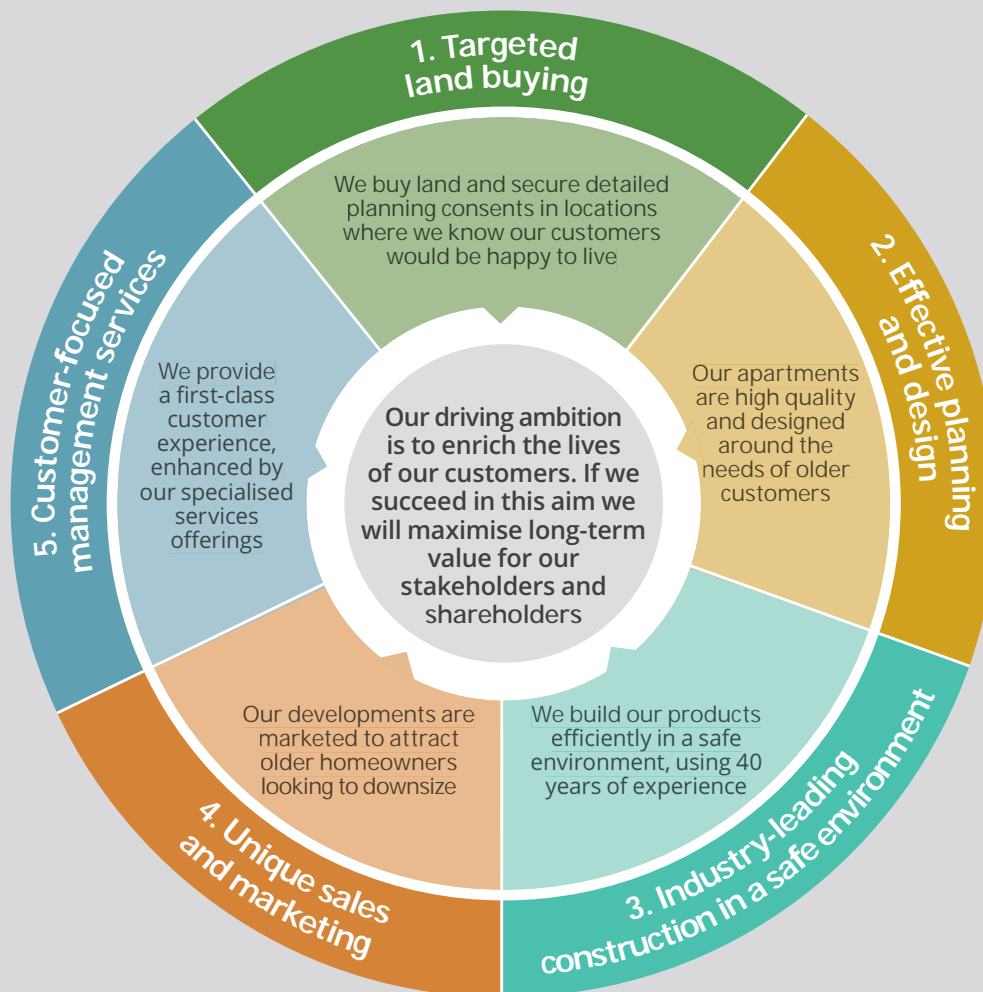 1. Targeted
land buying
We buy land and secure detailed
planning consents in locations
where we know our customers
would be happy to live
2. Effective planning
and design
Our apartments
are high quality
and designed
around the
needs of older
customers
3. Industry-leading
construction in a safe environment
We build our products
efficiently in a safe
environment, using 40
years of experience
4. Unique sales
and marketing
Our developments are
marketed to attract
older homeowners
looking to downsize
5. Customer-focused
management services
We provide
a first-class
customer
experience,
enhanced by
our specialised
services
offerings
Our driving ambition
is to enrich the lives
of our customers. If we
succeed in this aim we
will maximise long-term
value for our
stakeholders and
shareholders